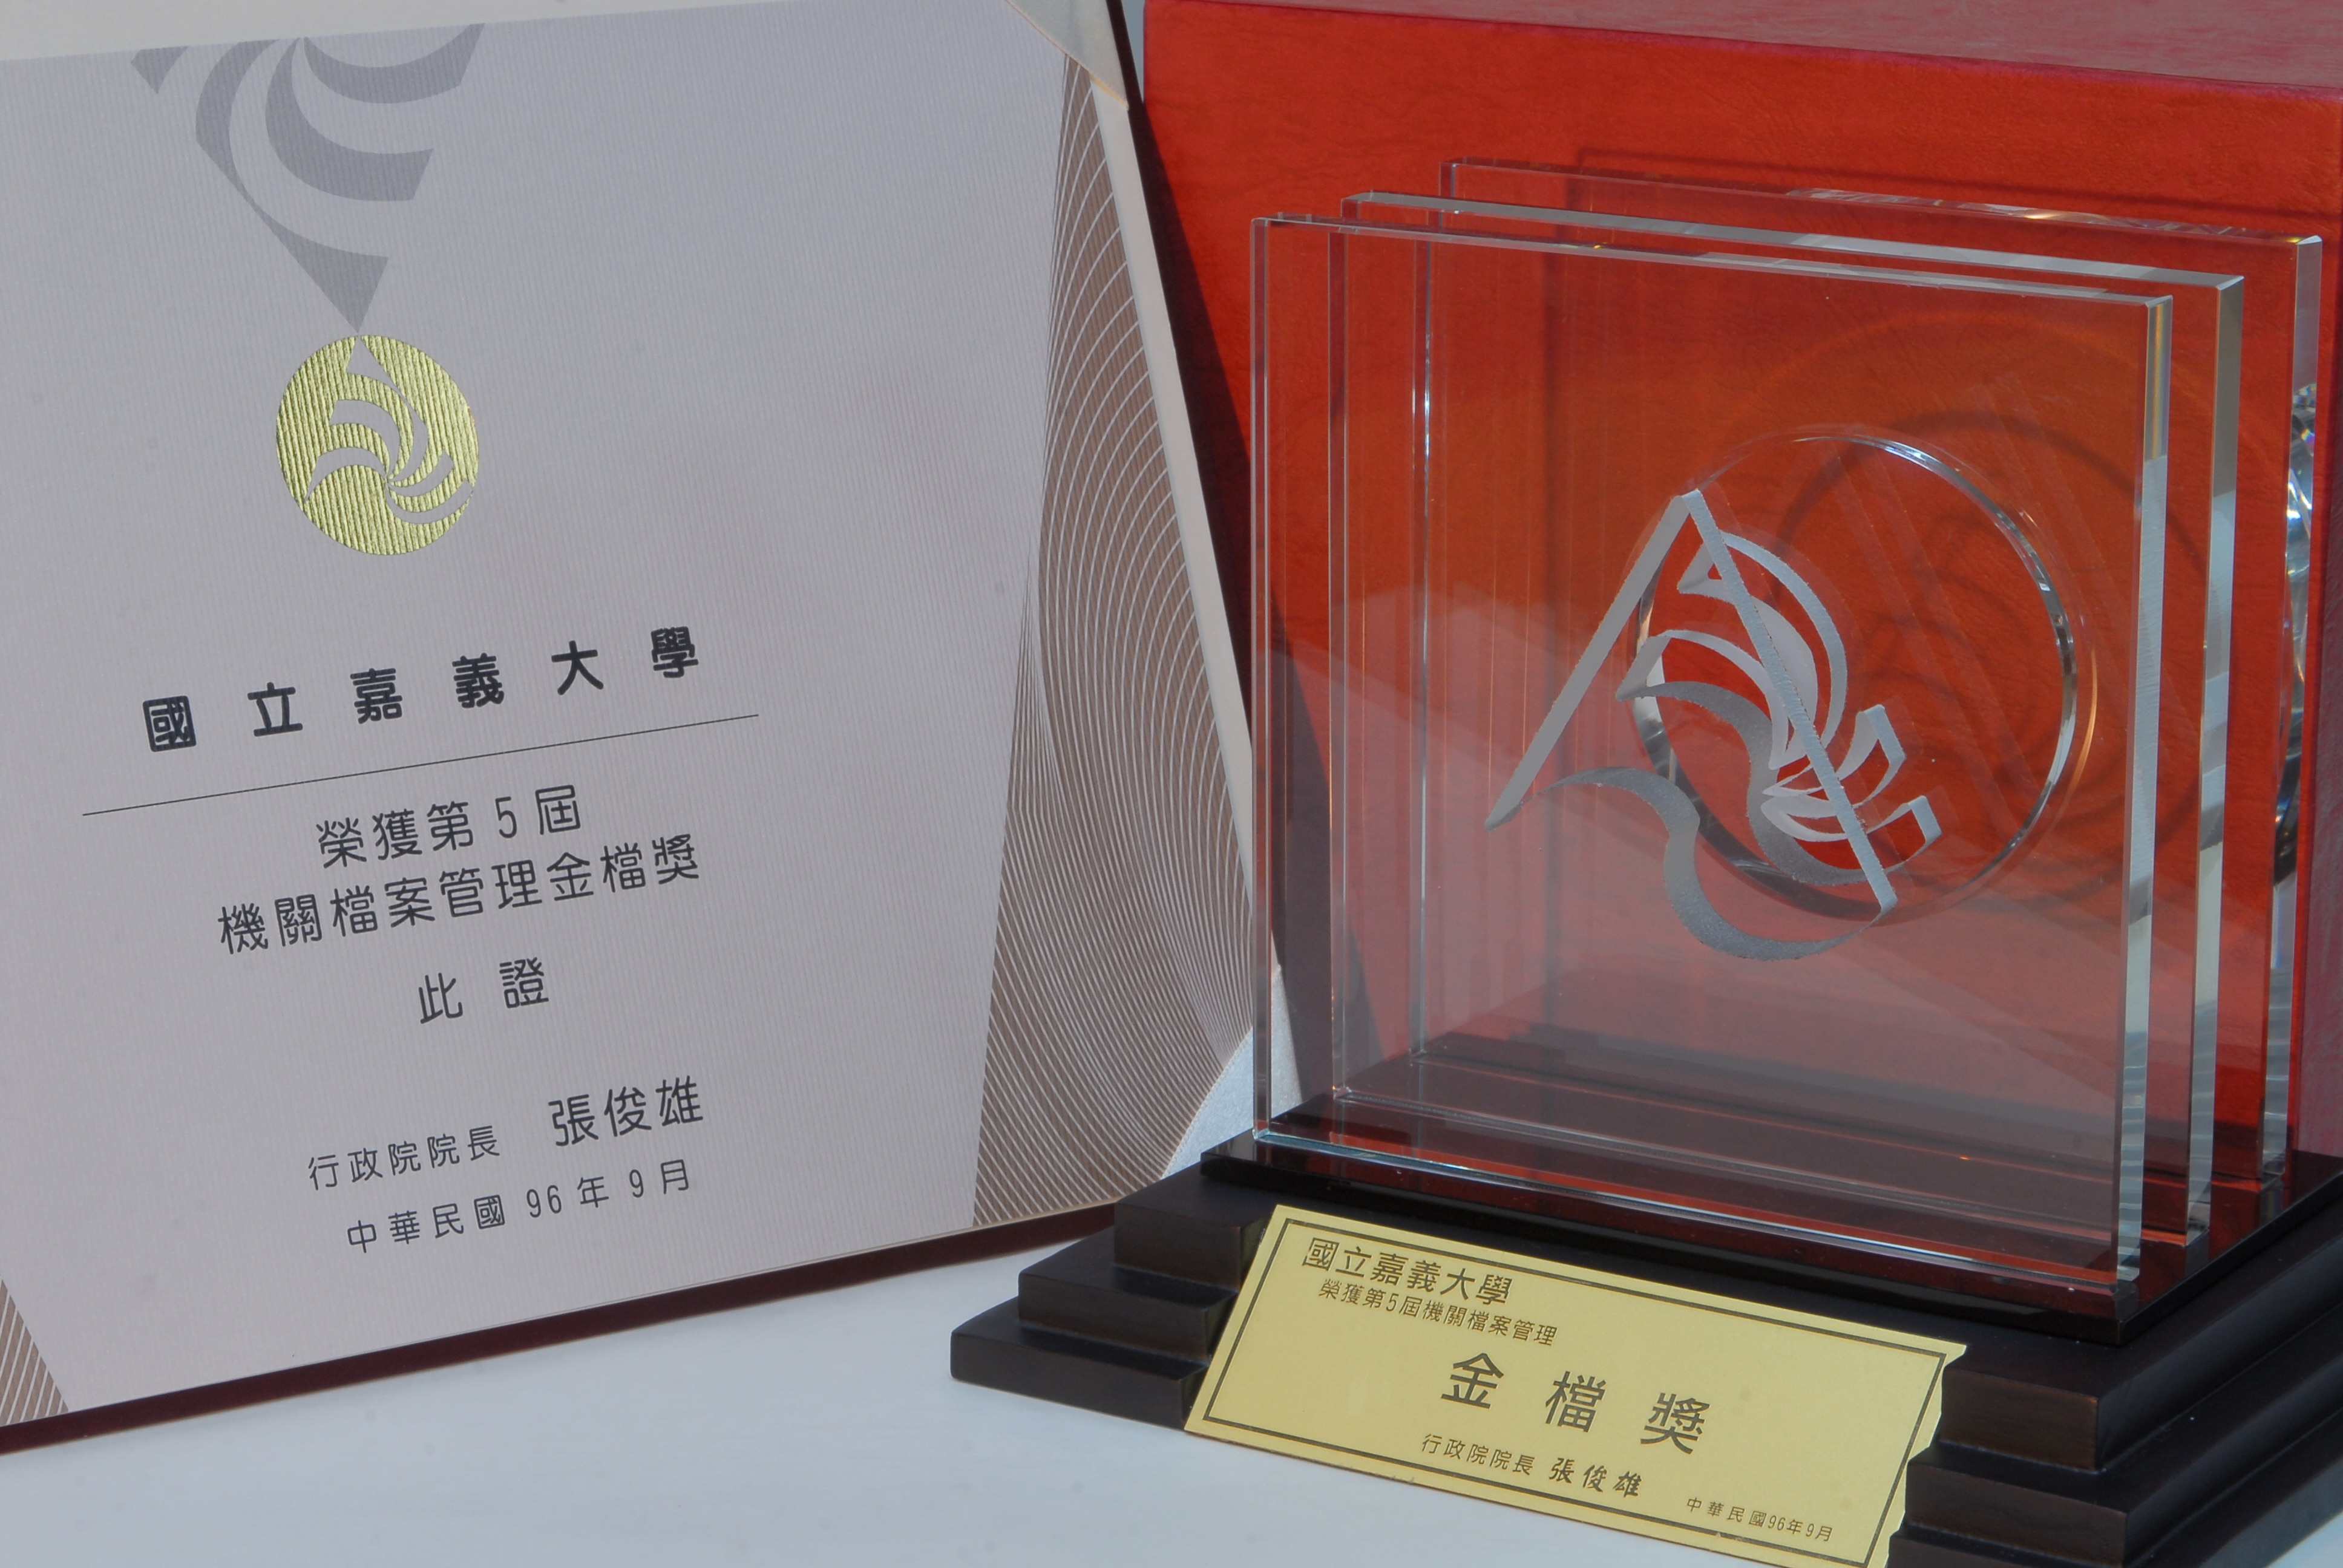 國立嘉義大學
榮獲第5屆
機關檔案管理金檔獎
此證
行政院院長 張俊雄
中華民國96年9月
國立嘉義大學
榮獲第5屆機關檔案管理
金檔獎
行政院院長 張俊雄
中華民國96年9月